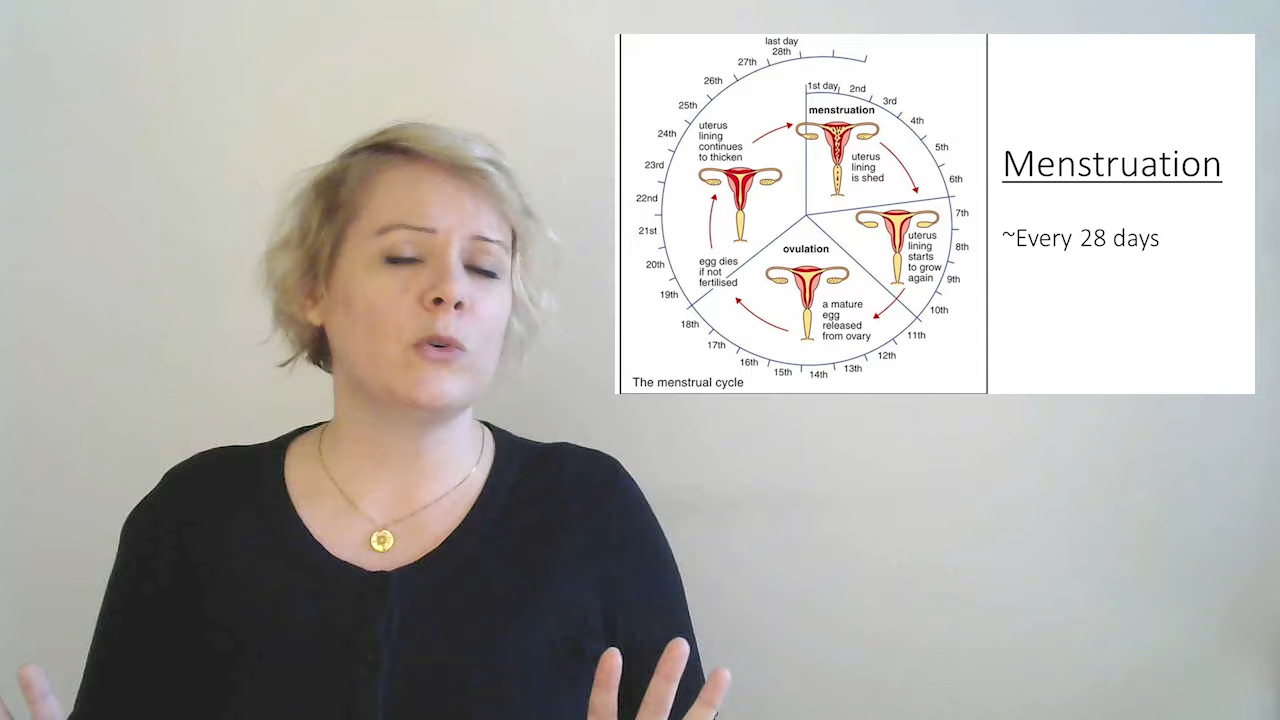 last day
28th
27th
26th
25th
24th
23rd
22nd
21st
20th
19th
18th
17th
16th
15th
14th
13th
12th
11th
10th
9th
8th
7th
6th
5th
4th
3rd
2nd
1st day
menstruation
uterus
lining
is shed
uterus
lining
starts
to grow
again
ovulation
a mature
egg
released
from ovary
egg dies
if not
fertilised
uterus
lining
continues
to thicken
The menstrual cycle
Menstruation
~Every 28 days